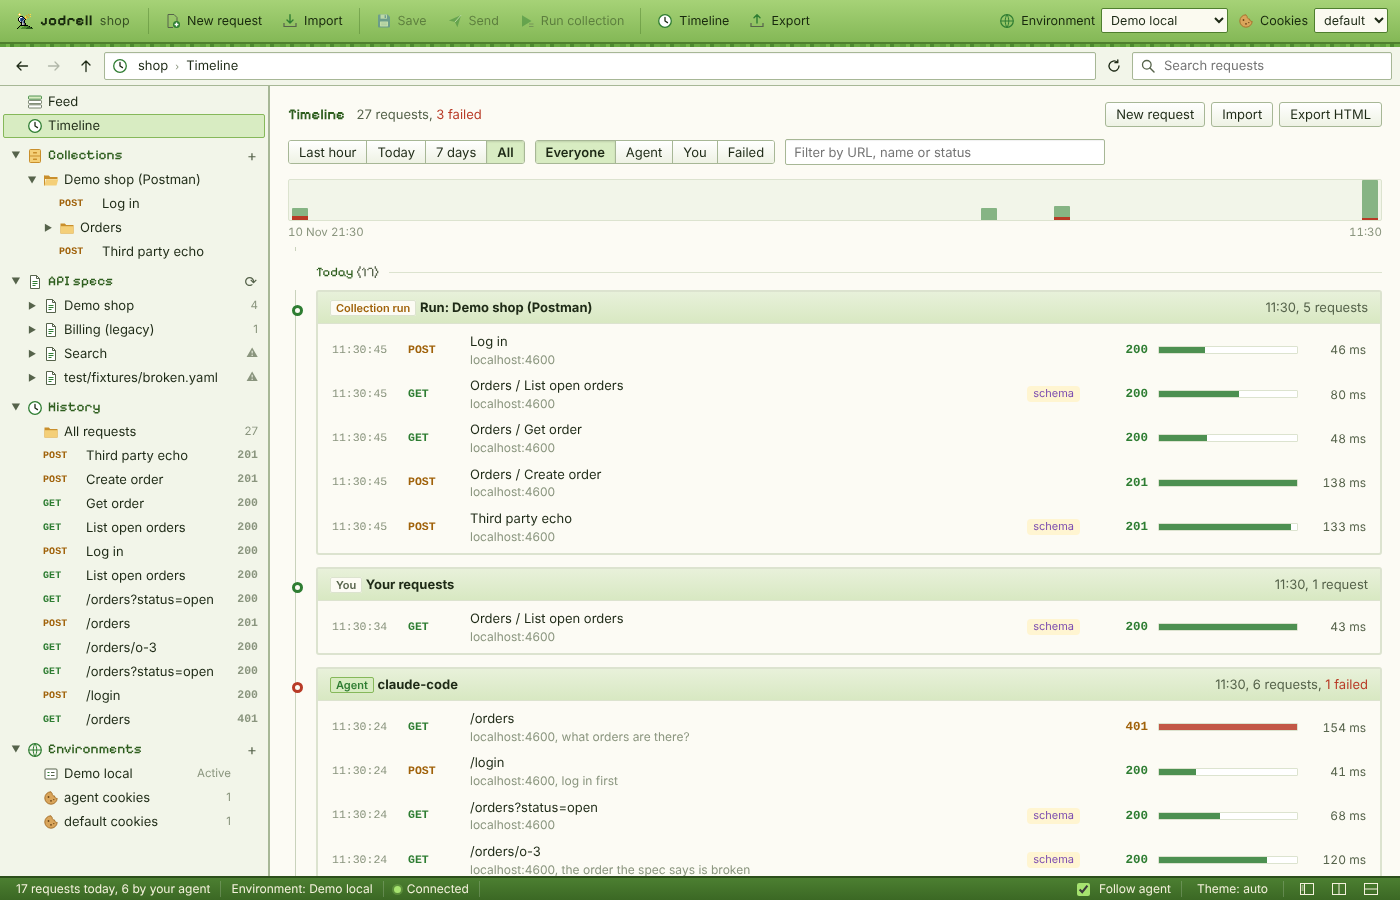 jodrell shop New request Import Save Send Run collection Timeline Export Environment Demo local Cookies default
shop › Timeline Search requests
Feed
Timeline
Collections +
Demo shop (Postman)
POST Log in
Orders
POST Third party echo
API specs
Demo shop 4
Billing (legacy) 1
Search
test/fixtures/broken.yaml
History
All requests 27
POST Third party echo 201
POST Create order 201
GET Get order 200
GET List open orders 200
POST Log in 200
GET List open orders 200
GET /orders?status=open 200
POST /orders 201
GET /orders/o-3 200
GET /orders?status=open 200
POST /login 200
GET /orders 401
Environments +
Demo local Active
agent cookies 1
default cookies 1
Timeline 27 requests, 3 failed New request Import Export HTML
Last hour Today 7 days All Everyone Agent You Failed Filter by URL, name or status
10 Nov 21:30 11:30
Today (17)
Collection run Run: Demo shop (Postman) 11:30, 5 requests
11:30:45 POST Log in 200 46 ms
localhost:4600
11:30:45 GET Orders / List open orders schema 200 80 ms
localhost:4600
11:30:45 GET Orders / Get order 200 48 ms
localhost:4600
11:30:45 POST Orders / Create order 201 138 ms
localhost:4600
11:30:45 POST Third party echo schema 201 133 ms
localhost:4600
You Your requests 11:30, 1 request
11:30:34 GET Orders / List open orders schema 200 43 ms
localhost:4600
Agent claude-code 11:30, 6 requests, 1 failed
11:30:24 GET /orders 401 154 ms
localhost:4600, what orders are there?
11:30:24 POST /login 200 41 ms
localhost:4600, log in first
11:30:24 GET /orders?status=open schema 200 68 ms
localhost:4600
11:30:24 GET /orders/o-3 schema 200 120 ms
localhost:4600, the order the spec says is broken
17 requests today, 6 by your agent Environment: Demo local Connected Follow agent Theme: auto